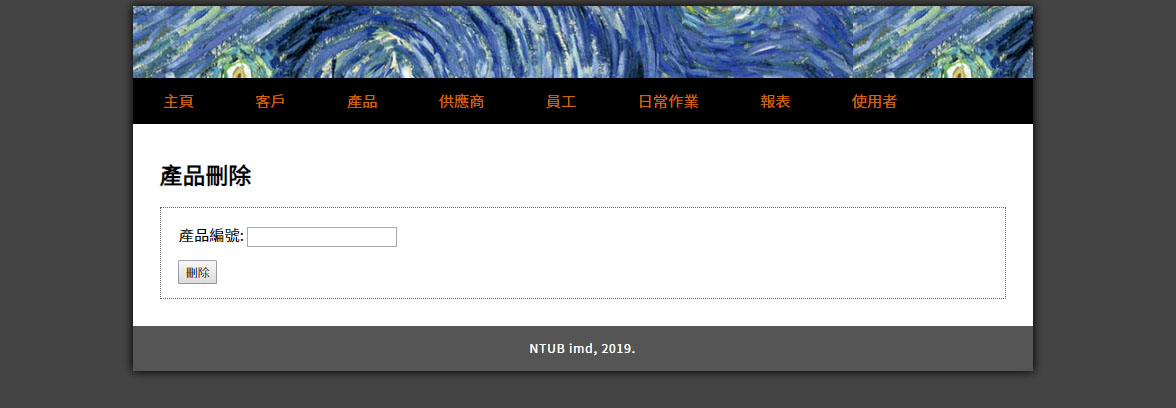 主頁 客戶 產品 供應商 員工 日常作業 報表 使用者
產品刪除
產品編號:
刪除
NTUB imd, 2019.